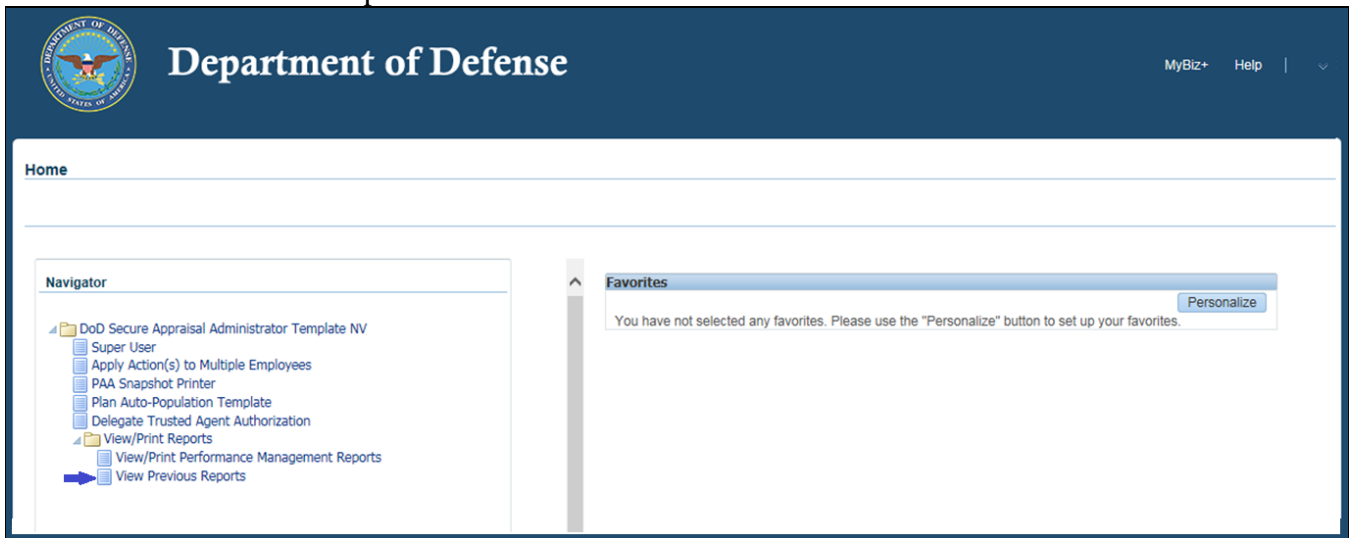 Department of Defense
MyBiz+ Help
Home
Navigator
DoD Secure Appraisal Administrator Template NV
Super User
Apply Action(s) to Multiple Employees
PAA Snapshot Printer
Plan Auto-Population Template
Delegate Trusted Agent Authorization
View/Print Reports
View/Print Performance Management Reports
View Previous Reports
Favorites
Personalize
You have not selected any favorites. Please use the "Personalize" button to set up your favorites.